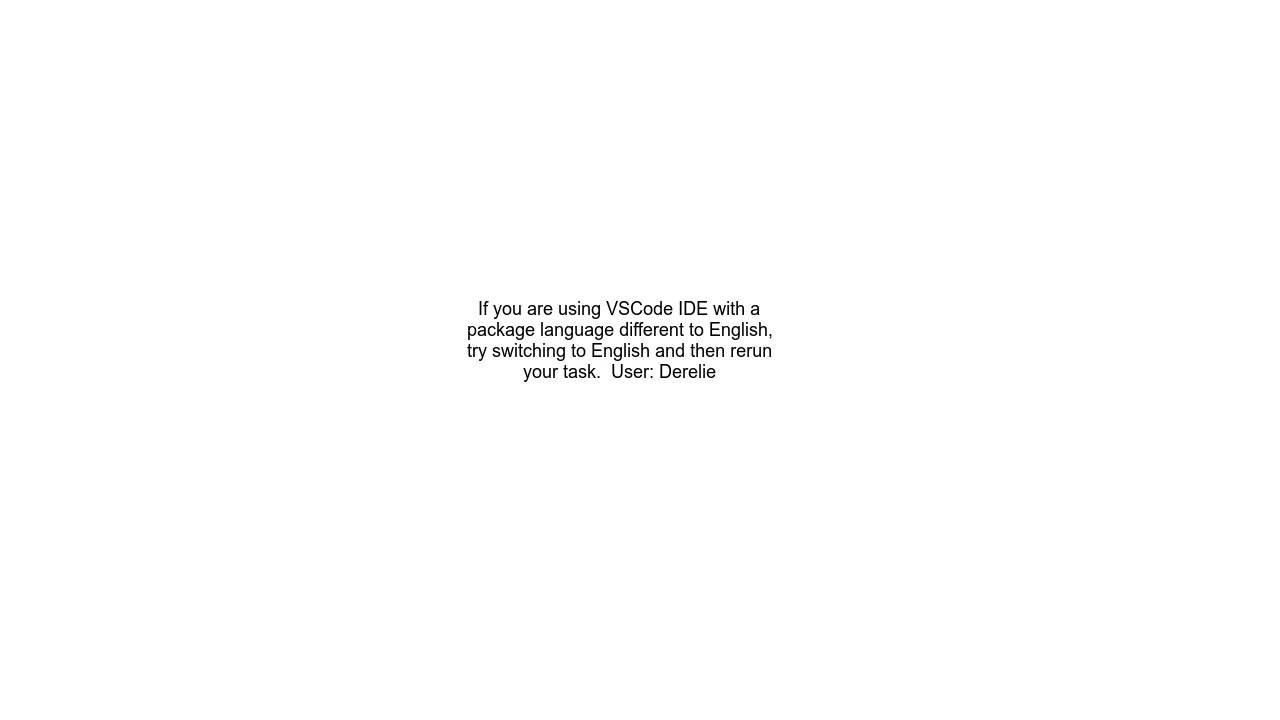 If you are using VSCode IDE with a
package language different to English,
try switching to English and then rerun
your task.  User: Derelie